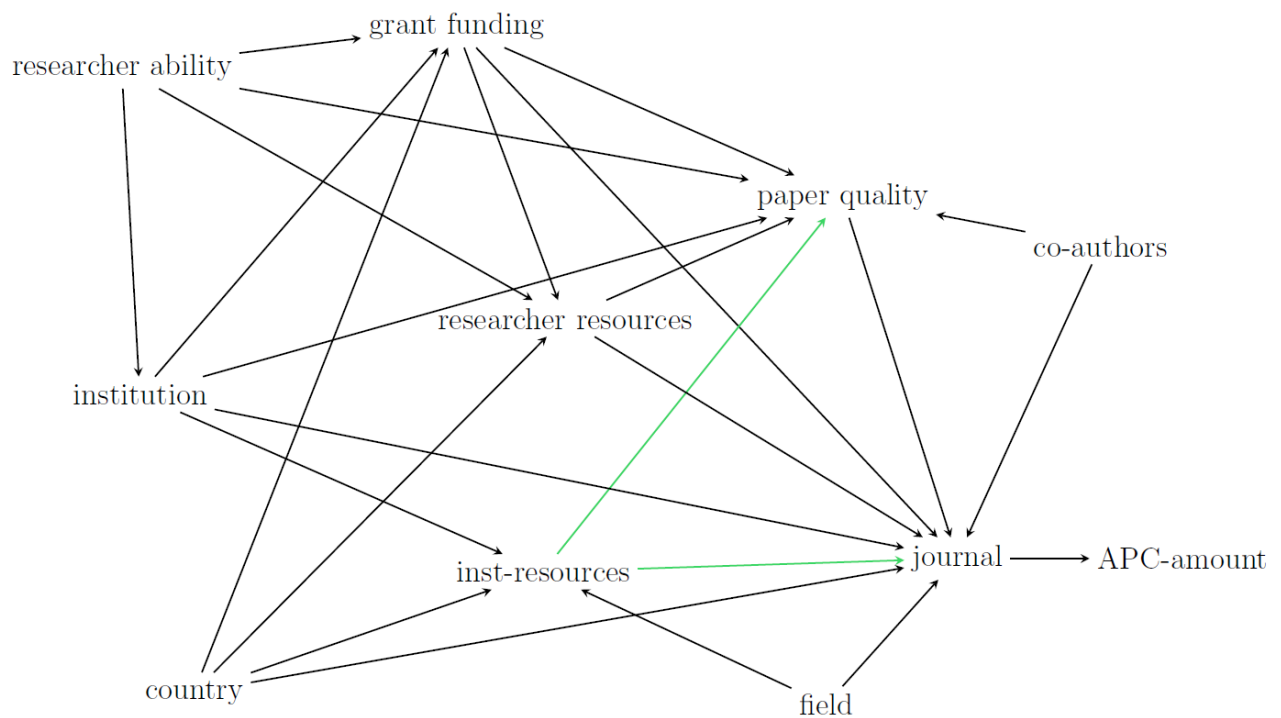 grant funding
researcher ability
paper quality
co-authors
researcher resources
institution
journal
APC-amount
inst-resources
country
field